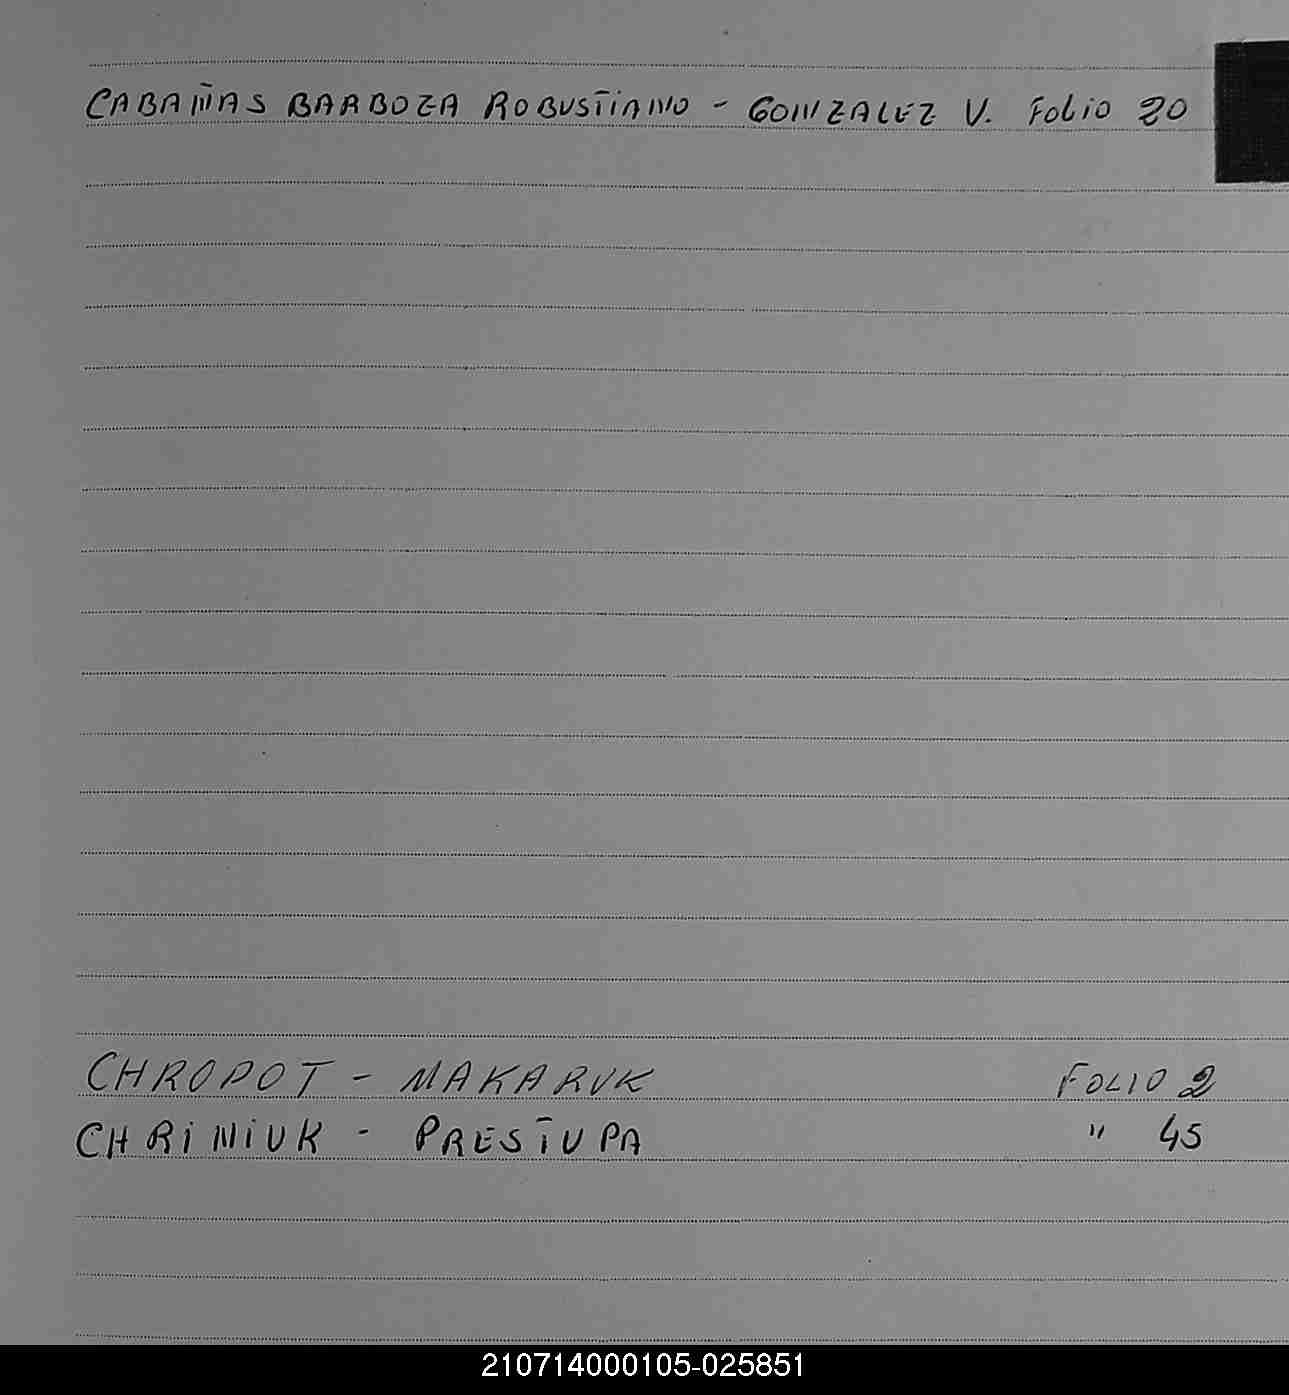 CABAÑAS BARBOZA ROBUSTIANO - GONZALEZ V. FOLIO 20
CHROPOT - MAKARUK FOLIO 2
CHRINIUK - PRESTUPA " 45
210714000105-025851